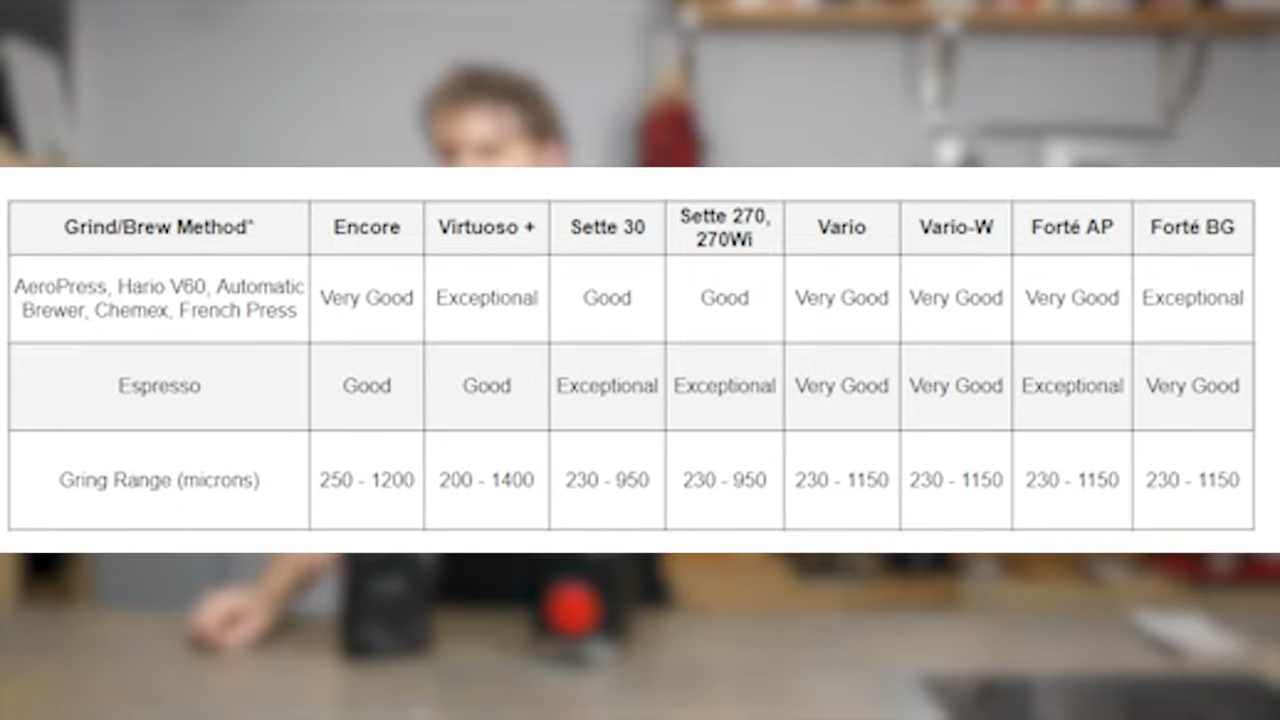 Grind/Brew Method* Encore Virtuoso + Sette 30 Sette 270, 270Wi Vario Vario-W Forté AP Forté BG
AeroPress, Hario V60, Automatic Brewer, Chemex, French Press Very Good Exceptional Good Good Very Good Very Good Very Good Exceptional
Espresso Good Good Exceptional Exceptional Very Good Very Good Exceptional Very Good
Gring Range (microns) 250 - 1200 200 - 1400 230 - 950 230 - 950 230 - 1150 230 - 1150 230 - 1150 230 - 1150